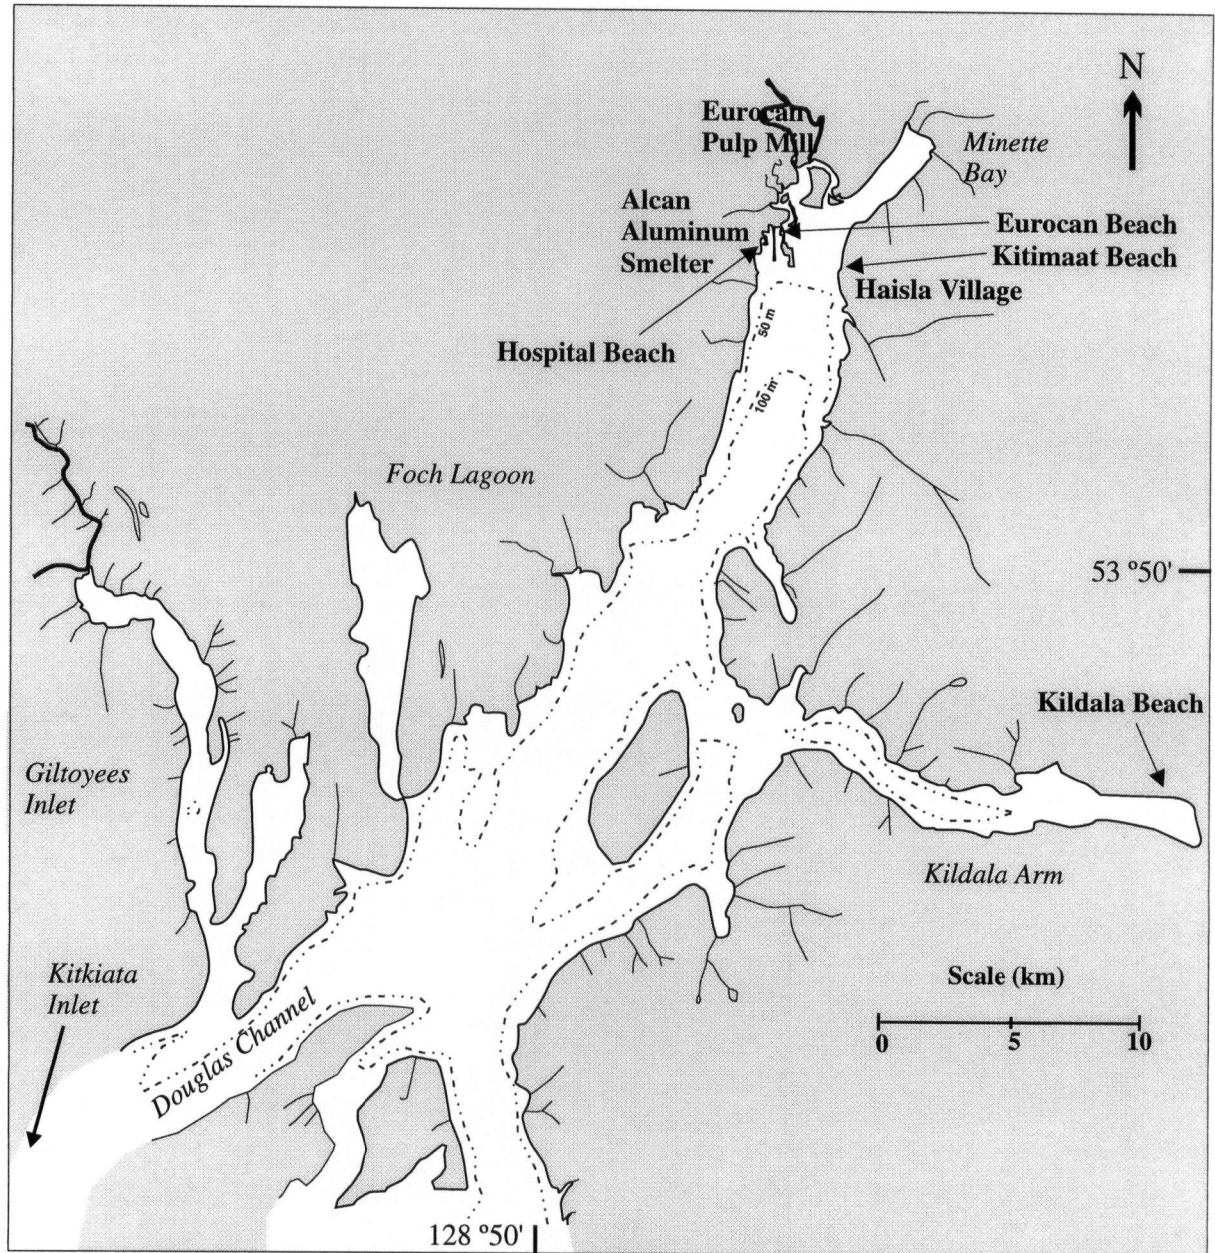 N
Eurocan
Pulp Mill
Minette
Bay
Alcan
Aluminum
Smelter
Eurocan Beach
Kitimaat Beach
Haisla Village
50 m
Hospital Beach
100 m
Foch Lagoon
53 º50'
Kildala Beach
Giltoyees
Inlet
Kildala Arm
Kitkiata
Inlet
Scale (km)
0 5 10
Douglas Channel
128 º50'